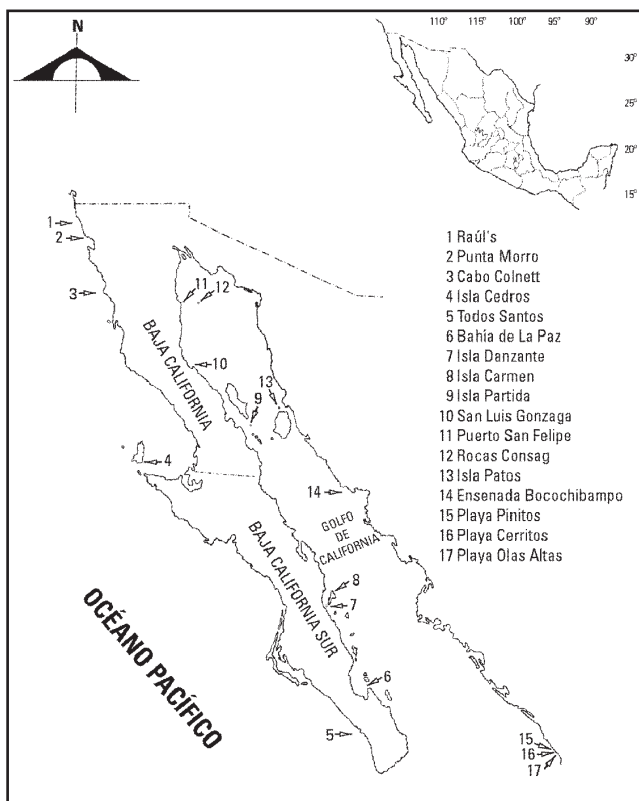 N
110° 115° 100° 95° 90°
30°
25°
20°
15°
1 Raúl's
2 Punta Morro
3 Cabo Colnett
4 Isla Cedros
5 Todos Santos
6 Bahía de La Paz
7 Isla Danzante
8 Isla Carmen
9 Isla Partida
10 San Luis Gonzaga
11 Puerto San Felipe
12 Rocas Consag
13 Isla Patos
14 Ensenada Bocochibampo
15 Playa Pinitos
16 Playa Cerritos
17 Playa Olas Altas
1
2
3
11 12
10
13
9
4
14
8
7
6
5
15
16
17
BAJA CALIFORNIA
BAJA CALIFORNIA SUR
GOLFO
DE
CALIFORNIA
OCÉANO PACÍFICO